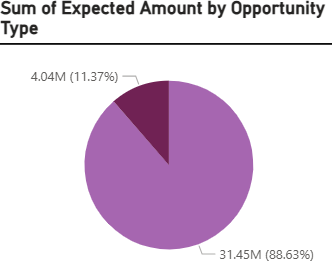 Sum of Expected Amount by Opportunity
Type
4.04M (11.37%)
31.45M (88.63%)